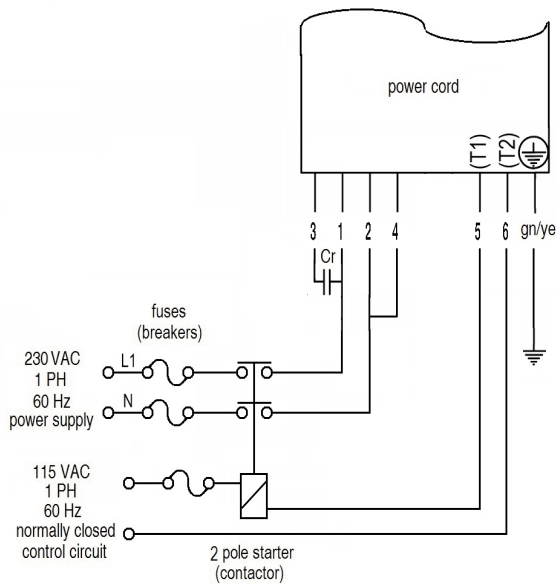 power cord
(T1)
(T2)
3
1
2
4
5
6
gn/ye
Cr
fuses
(breakers)
230 VAC
1 PH
60 Hz
power supply
L1
N
115 VAC
1 PH
60 Hz
normally closed
control circuit
2 pole starter
(contactor)